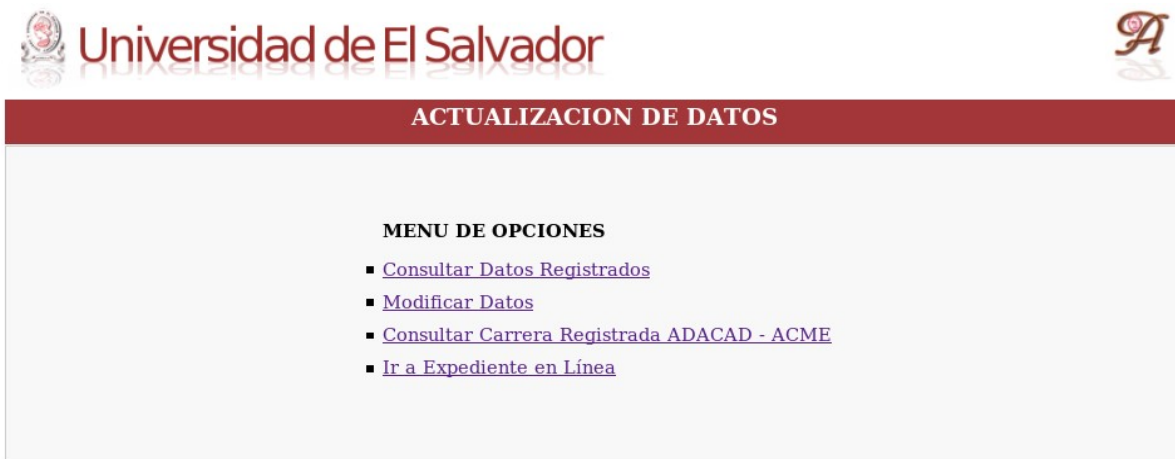 Universidad de El Salvador
ACTUALIZACION DE DATOS
MENU DE OPCIONES
Consultar Datos Registrados
Modificar Datos
Consultar Carrera Registrada ADACAD - ACME
Ir a Expediente en Línea